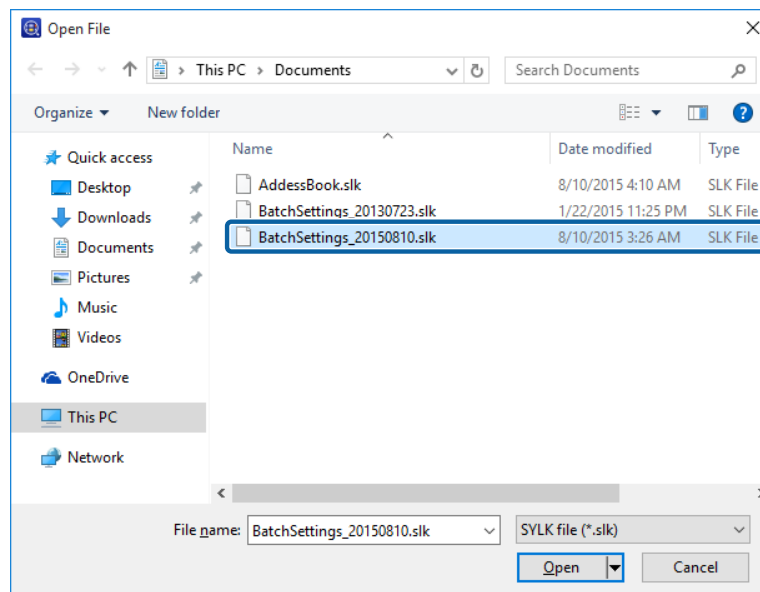 Open File
This PC > Documents
Search Documents
Organize
New folder
Name Date modified Type
Quick access
Desktop
Downloads
Documents
Pictures
Music
Videos
OneDrive
This PC
Network
AddessBook.slk 8/10/2015 4:10 AM SLK File
BatchSettings_20130723.slk 1/22/2015 11:25 PM SLK File
BatchSettings_20150810.slk 8/10/2015 3:26 AM SLK File
File name: BatchSettings_20150810.slk SYLK file (*.slk)
Open Cancel